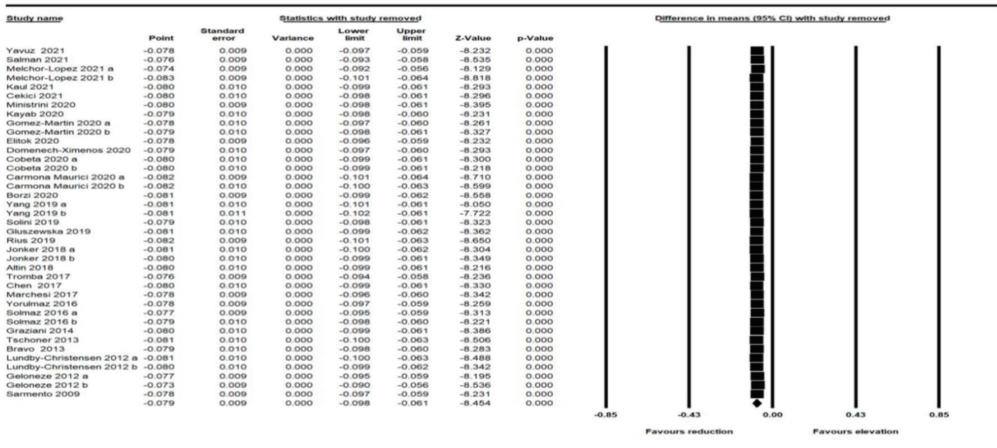 Study name Statistics with study removed Difference in means (95% CI) with study removed
Standard Lower Upper
Point error Variance limit limit Z-Value p-Value
Yavuz 2021 -0.078 0.009 0.000 -0.097 -0.059 -8.232 0.000
Salman 2021 -0.076 0.009 0.000 -0.093 -0.058 -8.535 0.000
Melchor-Lopez 2021 a -0.074 0.009 0.000 -0.092 -0.056 -8.129 0.000
Melchor-Lopez 2021 b -0.083 0.009 0.000 -0.101 -0.064 -8.818 0.000
Kaul 2021 -0.080 0.010 0.000 -0.099 -0.061 -8.293 0.000
Cekici 2021 -0.080 0.010 0.000 -0.098 -0.061 -8.296 0.000
Ministrini 2020 -0.080 0.009 0.000 -0.098 -0.061 -8.395 0.000
Kayab 2020 -0.079 0.010 0.000 -0.098 -0.060 -8.231 0.000
Gomez-Martin 2020 a -0.078 0.009 0.000 -0.097 -0.060 -8.261 0.000
Gomez-Martin 2020 b -0.079 0.010 0.000 -0.098 -0.061 -8.327 0.000
Elitok 2020 -0.078 0.009 0.000 -0.096 -0.059 -8.232 0.000
Domenech-Ximenos 2020 -0.079 0.010 0.000 -0.097 -0.060 -8.293 0.000
Cobeta 2020 a -0.080 0.010 0.000 -0.099 -0.061 -8.300 0.000
Cobeta 2020 b -0.080 0.010 0.000 -0.099 -0.061 -8.218 0.000
Carmona Maurici 2020 a -0.082 0.009 0.000 -0.101 -0.064 -8.710 0.000
Carmona Maurici 2020 b -0.082 0.010 0.000 -0.100 -0.063 -8.599 0.000
Borzi 2020 -0.081 0.009 0.000 -0.099 -0.062 -8.558 0.000
Yang 2019 a -0.081 0.010 0.000 -0.101 -0.061 -8.050 0.000
Yang 2019 b -0.081 0.011 0.000 -0.102 -0.061 -7.722 0.000
Solini 2019 -0.079 0.010 0.000 -0.098 -0.061 -8.323 0.000
Gluszewska 2019 -0.081 0.010 0.000 -0.099 -0.062 -8.362 0.000
Rius 2019 -0.082 0.009 0.000 -0.101 -0.063 -8.650 0.000
Jonker 2018 a -0.081 0.010 0.000 -0.100 -0.062 -8.304 0.000
Jonker 2018 b -0.080 0.010 0.000 -0.099 -0.061 -8.349 0.000
Altin 2018 -0.080 0.010 0.000 -0.099 -0.061 -8.216 0.000
Tromba 2017 -0.076 0.009 0.000 -0.094 -0.058 -8.236 0.000
Chen 2017 -0.080 0.010 0.000 -0.099 -0.061 -8.330 0.000
Marchesi 2017 -0.078 0.009 0.000 -0.096 -0.060 -8.342 0.000
Yorulmaz 2016 -0.078 0.009 0.000 -0.097 -0.059 -8.259 0.000
Solmaz 2016 a -0.077 0.009 0.000 -0.095 -0.059 -8.313 0.000
Solmaz 2016 b -0.079 0.010 0.000 -0.098 -0.060 -8.221 0.000
Graziani 2014 -0.080 0.010 0.000 -0.099 -0.061 -8.386 0.000
Tschoner 2013 -0.081 0.010 0.000 -0.100 -0.063 -8.506 0.000
Bravo 2013 -0.079 0.010 0.000 -0.098 -0.060 -8.283 0.000
Lundby-Christensen 2012 a -0.081 0.010 0.000 -0.100 -0.063 -8.488 0.000
Lundby-Christensen 2012 b -0.080 0.010 0.000 -0.099 -0.062 -8.342 0.000
Geloneze 2012 a -0.077 0.009 0.000 -0.095 -0.059 -8.195 0.000
Geloneze 2012 b -0.073 0.009 0.000 -0.090 -0.056 -8.536 0.000
Sarmento 2009 -0.078 0.009 0.000 -0.097 -0.059 -8.231 0.000
-0.079 0.009 0.000 -0.098 -0.061 -8.454 0.000
-0.85 -0.43 0.00 0.43 0.85
Favours reduction Favours elevation